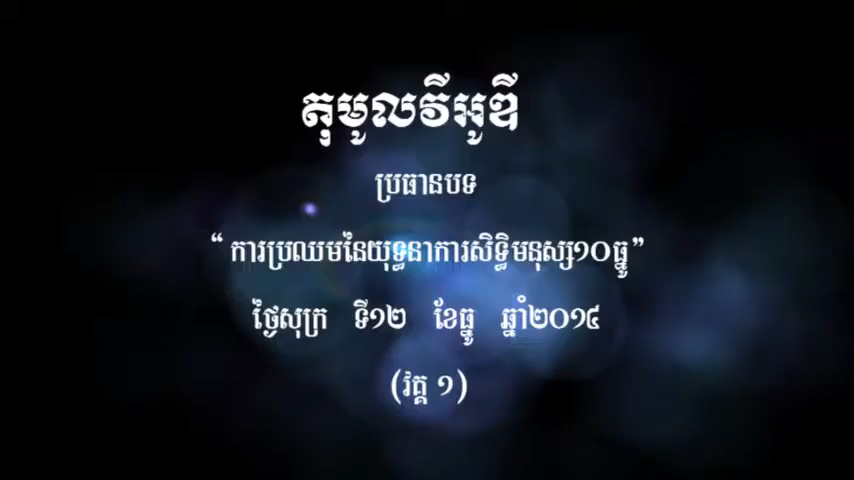 តុមូលវីអូឌី
ប្រធានបទ
“ ការប្រឈមនៃយុទ្ធនាការសិទ្ធិមនុស្ស១០ធ្នូ”
ថ្ងៃសុក្រ ទី១២ ខែធ្នូ ឆ្នាំ២០១៤
(វគ្គ ១)